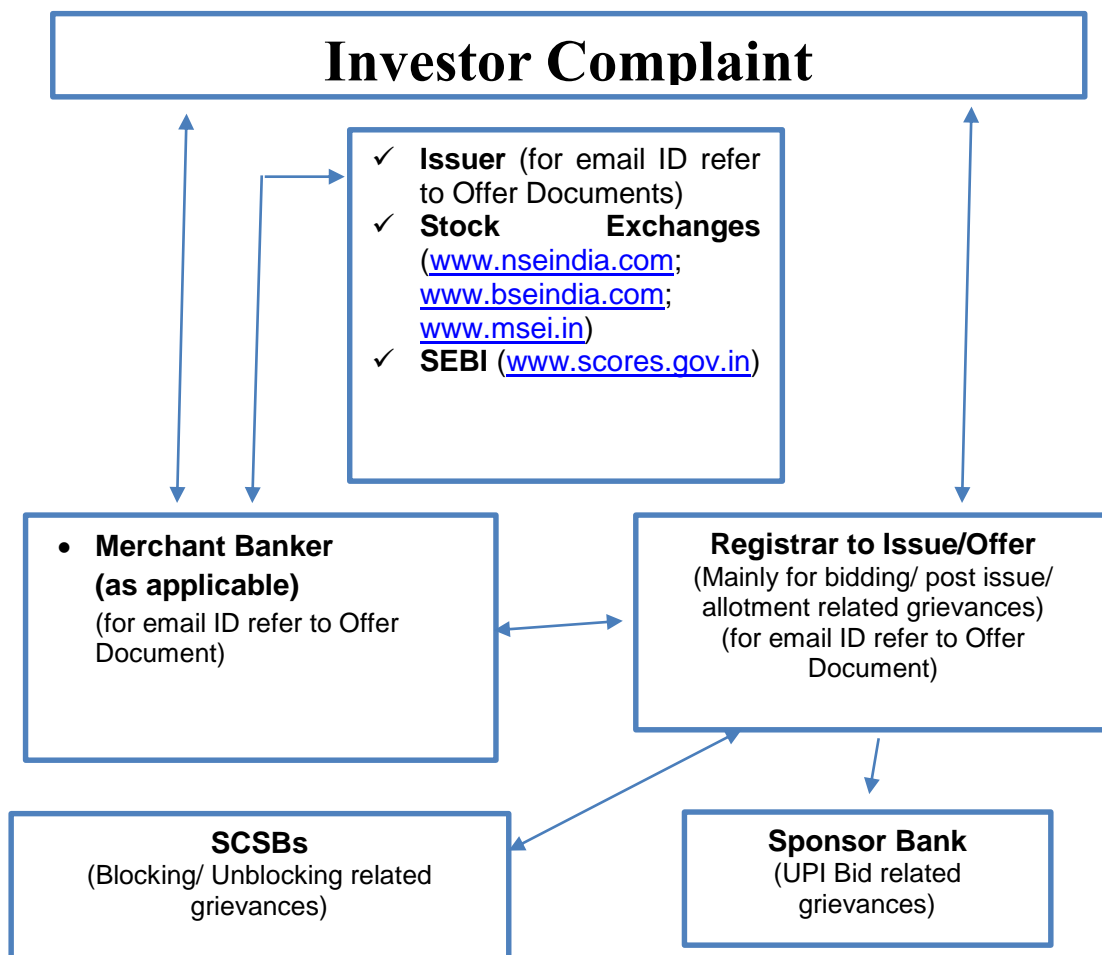 Investor Complaint
✓ Issuer (for email ID refer
to Offer Documents)
✓ Stock Exchanges
(www.nseindia.com;
www.bseindia.com;
www.msei.in)
✓ SEBI (www.scores.gov.in)
• Merchant Banker
(as applicable)
(for email ID refer to Offer
Document)
Registrar to Issue/Offer
(Mainly for bidding/ post issue/
allotment related grievances)
(for email ID refer to Offer
Document)
SCSBs
(Blocking/ Unblocking related
grievances)
Sponsor Bank
(UPI Bid related
grievances)